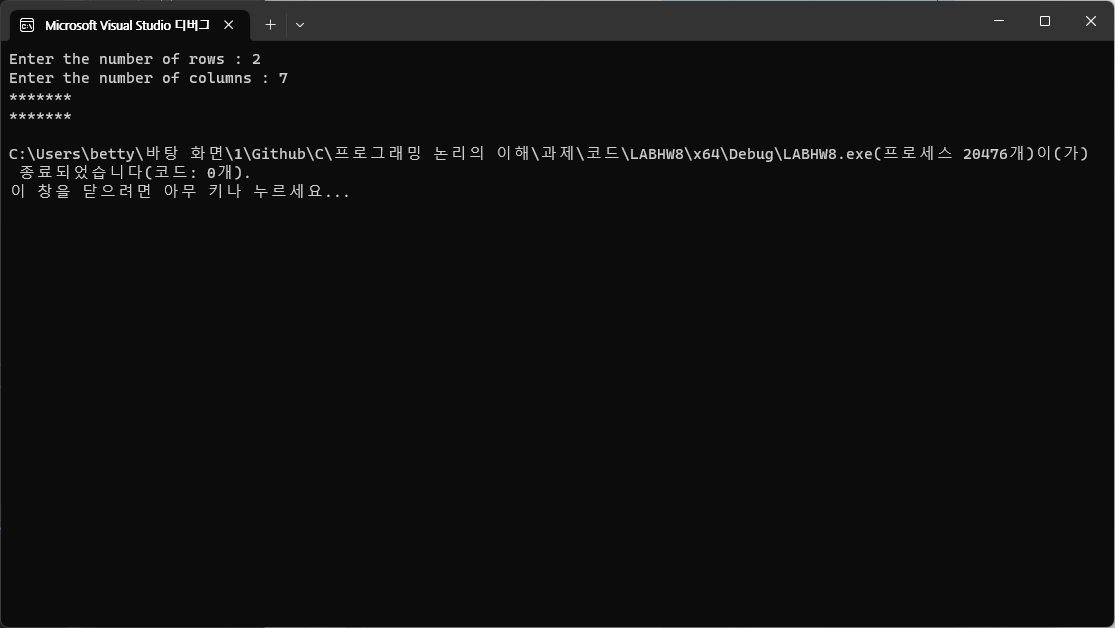 Microsoft Visual Studio 디버그
Enter the number of rows : 2
Enter the number of columns : 7
*******
*******
C:\Users\betty\바탕 화면\1\Github\C\프로그래밍 논리의 이해\과제\코드\LABHW8\x64\Debug\LABHW8.exe(프로세스 20476개)이(가)
종료되었습니다(코드: 0개).
이 창을 닫으려면 아무 키나 누르세요...